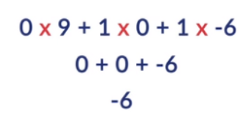 0 x 9 + 1 x 0 + 1 x -6
0 + 0 + -6
-6